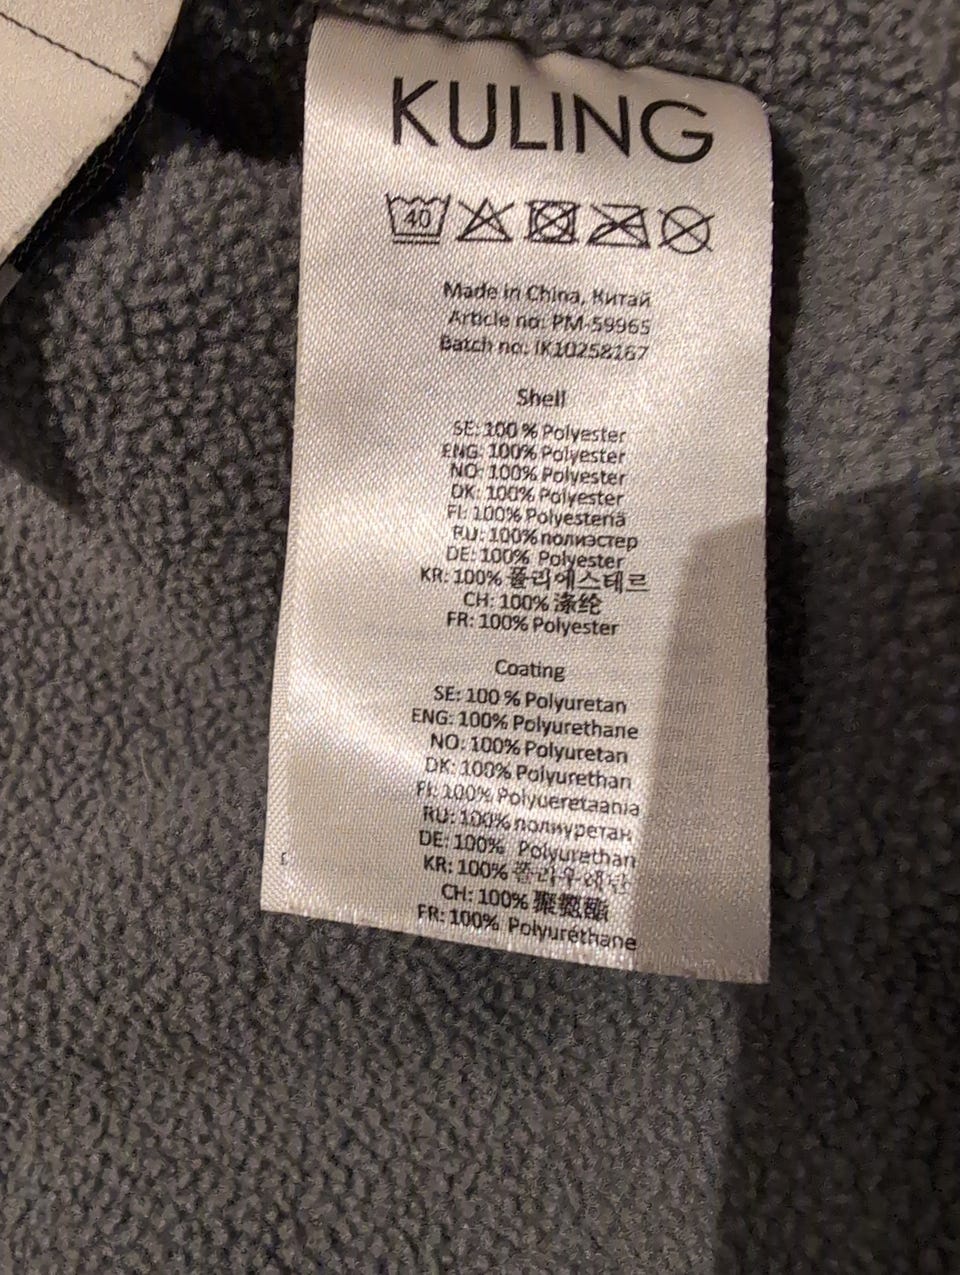 KULING
40
Made in China, Китай
Article no: PM-59965
Batch no: IK10258167
Shell
SE: 100 % Polyester
ENG: 100% Polyester
NO: 100% Polyester
DK: 100% Polyester
FI: 100% Polyesteriä
RU: 100% полиэстер
DE: 100% Polyester
KR: 100% 폴리에스테르
CH: 100% 涤纶
FR: 100% Polyester
Coating
SE: 100 % Polyuretan
ENG: 100% Polyurethane
NO: 100% Polyuretan
DK: 100% Polyurethan
FI: 100% Polyueretaania
RU: 100% полиуретан
DE: 100% Polyurethan
KR: 100%
CH: 100% 聚氨酯
FR: 100% Polyuréthane